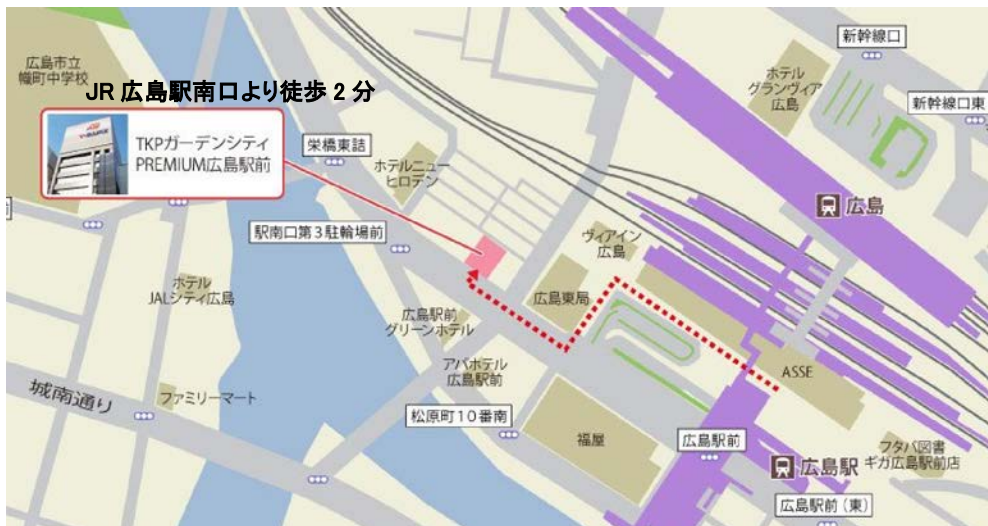 広島市立
幟町中学校
JR 広島駅南口より徒歩 2 分
TKPガーデンシティ
PREMIUM広島駅前
栄橋東詰
ホテルニュー
ヒロデン
駅南口第3駐輪場前
新幹線口
ホテル
グランヴィア
広島
新幹線口東
広島
ヴィアイン
広島
広島東局
ホテル
JALシティ広島
広島駅前
グリーンホテル
アパホテル
広島駅前
ASSE
城南通り
ファミリーマート
松原町10番南
福屋
広島駅前
広島駅
フタバ図書
ギガ広島駅前店
広島駅前(東)